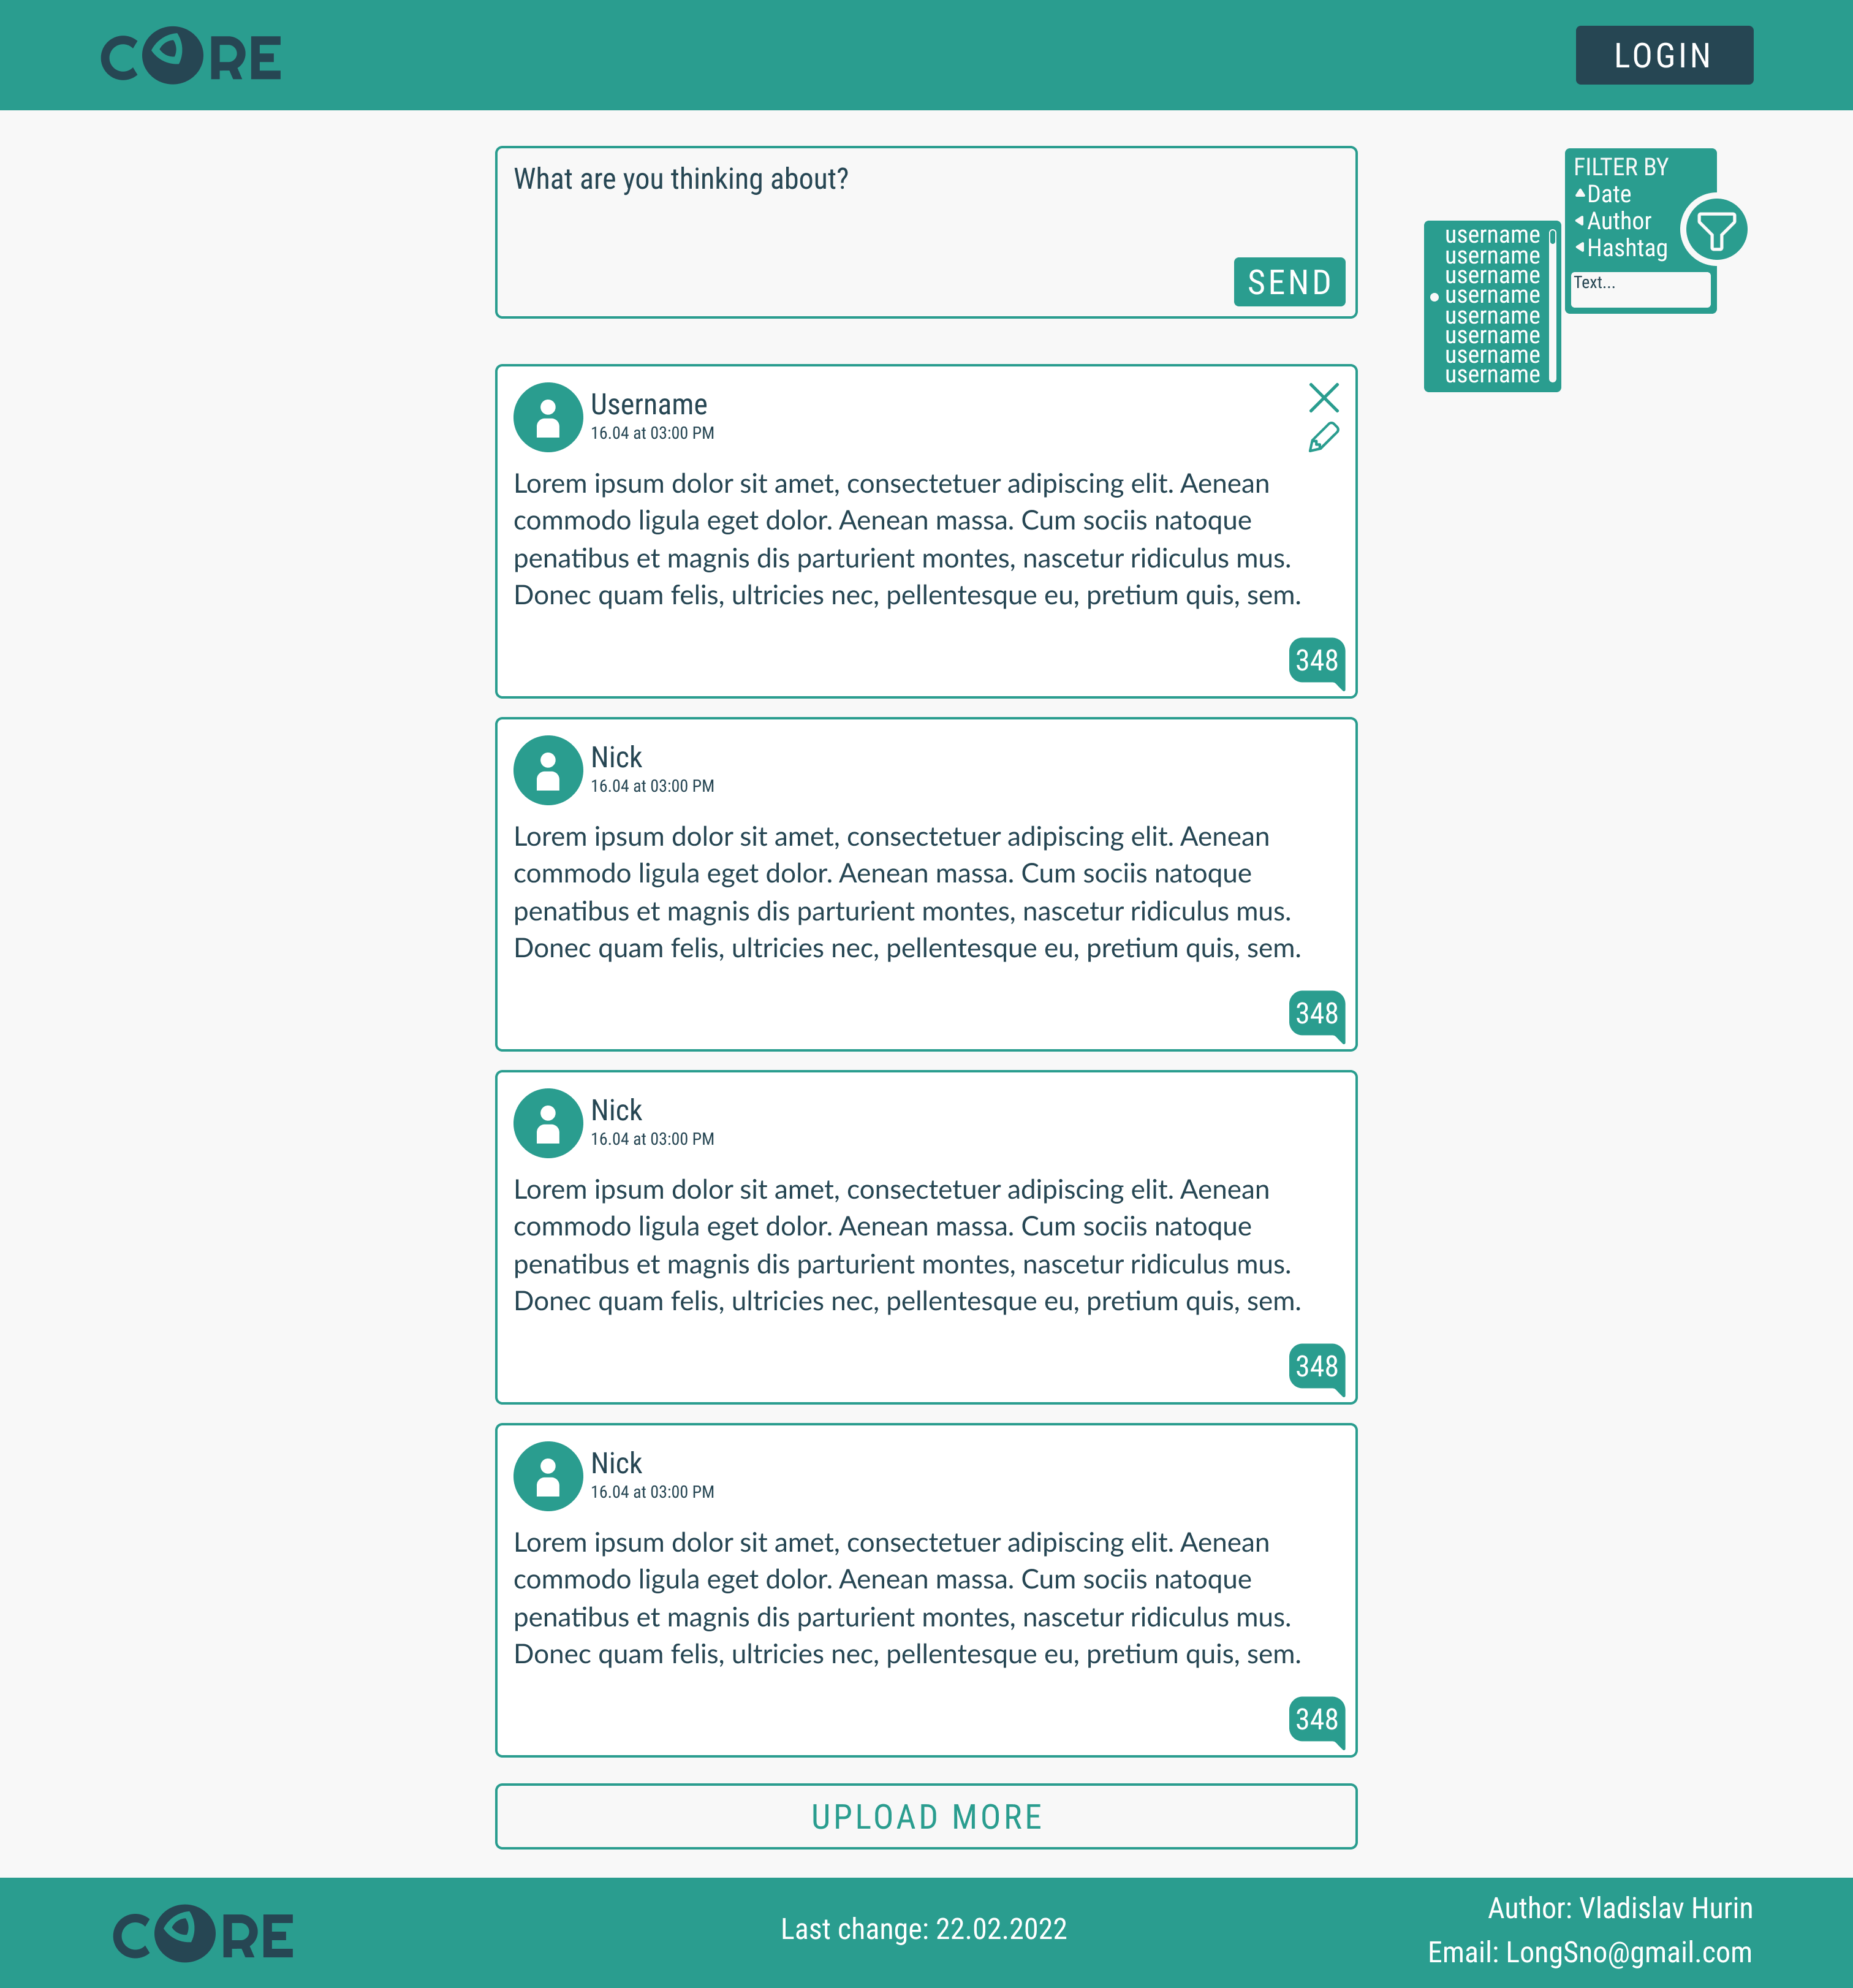 CORE
LOGIN
What are you thinking about?
SEND
FILTER BY
Date
Author
Hashtag
Text...
username
username
username
username
username
username
username
username
Username
16.04 at 03:00 PM
Lorem ipsum dolor sit amet, consectetuer adipiscing elit. Aenean
commodo ligula eget dolor. Aenean massa. Cum sociis natoque
penatibus et magnis dis parturient montes, nascetur ridiculus mus.
Donec quam felis, ultricies nec, pellentesque eu, pretium quis, sem.
348
Nick
16.04 at 03:00 PM
Lorem ipsum dolor sit amet, consectetuer adipiscing elit. Aenean
commodo ligula eget dolor. Aenean massa. Cum sociis natoque
penatibus et magnis dis parturient montes, nascetur ridiculus mus.
Donec quam felis, ultricies nec, pellentesque eu, pretium quis, sem.
348
Nick
16.04 at 03:00 PM
Lorem ipsum dolor sit amet, consectetuer adipiscing elit. Aenean
commodo ligula eget dolor. Aenean massa. Cum sociis natoque
penatibus et magnis dis parturient montes, nascetur ridiculus mus.
Donec quam felis, ultricies nec, pellentesque eu, pretium quis, sem.
348
Nick
16.04 at 03:00 PM
Lorem ipsum dolor sit amet, consectetuer adipiscing elit. Aenean
commodo ligula eget dolor. Aenean massa. Cum sociis natoque
penatibus et magnis dis parturient montes, nascetur ridiculus mus.
Donec quam felis, ultricies nec, pellentesque eu, pretium quis, sem.
348
UPLOAD MORE
CORE
Last change: 22.02.2022
Author: Vladislav Hurin
Email: LongSno@gmail.com